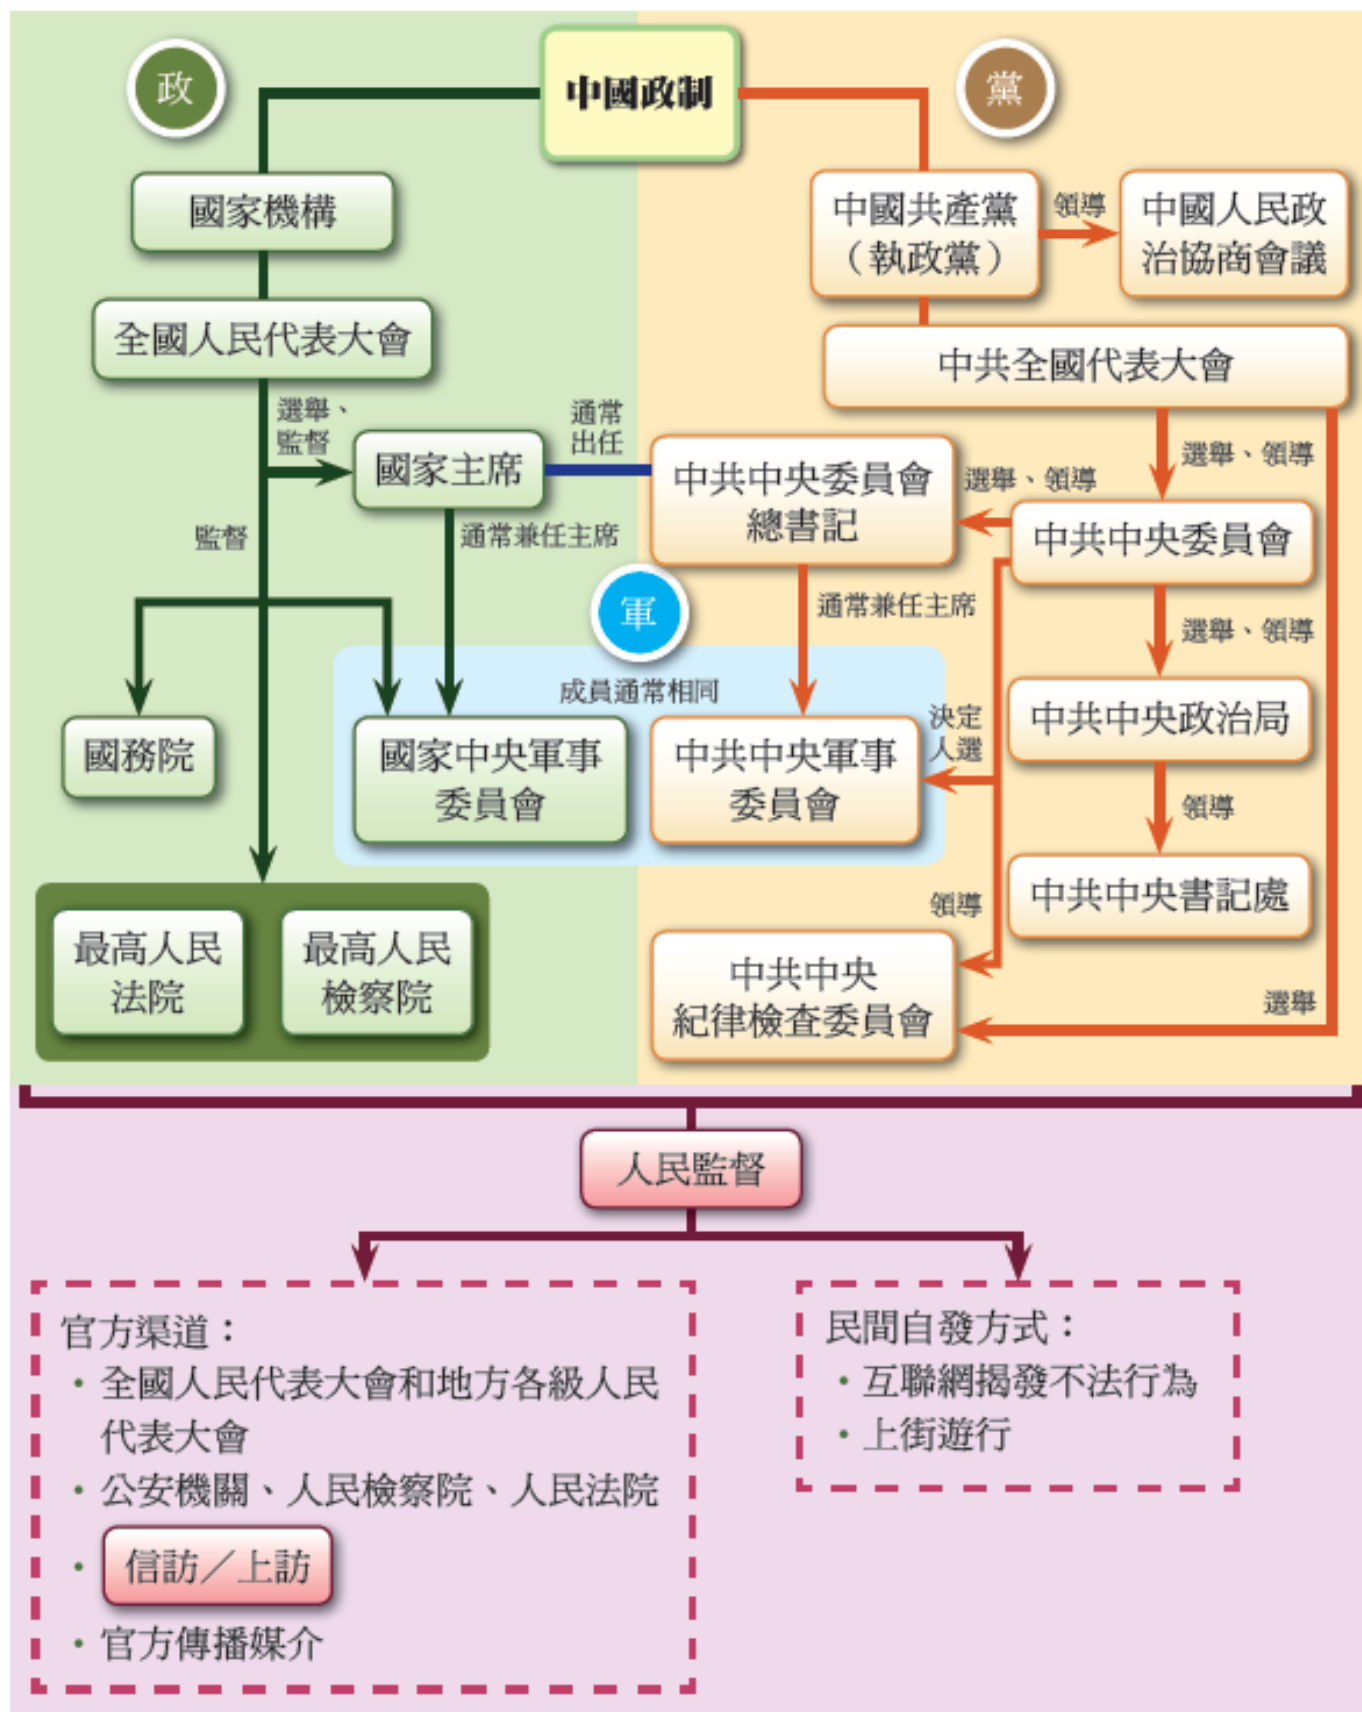 中國政制
政
黨
國家機構
中國共產黨
（執政黨）
領導
中國人民政
治協商會議
全國人民代表大會
中共全國代表大會
選舉、
監督
國家主席
通常
出任
中共中央委員會
總書記
選舉、領導
選舉、領導
中共中央委員會
監督
通常兼任主席
軍
通常兼任主席
選舉、領導
成員通常相同
國務院
國家中央軍事
委員會
中共中央軍事
委員會
決定
人選
中共中央政治局
領導
中共中央書記處
最高人民
法院
最高人民
檢察院
領導
中共中央
紀律檢查委員會
選舉
人民監督
官方渠道：
·全國人民代表大會和地方各級人民
代表大會
·公安機關、人民檢察院、人民法院
·信訪／上訪
·官方傳播媒介
民間自發方式：
·互聯網揭發不法行為
·上街遊行